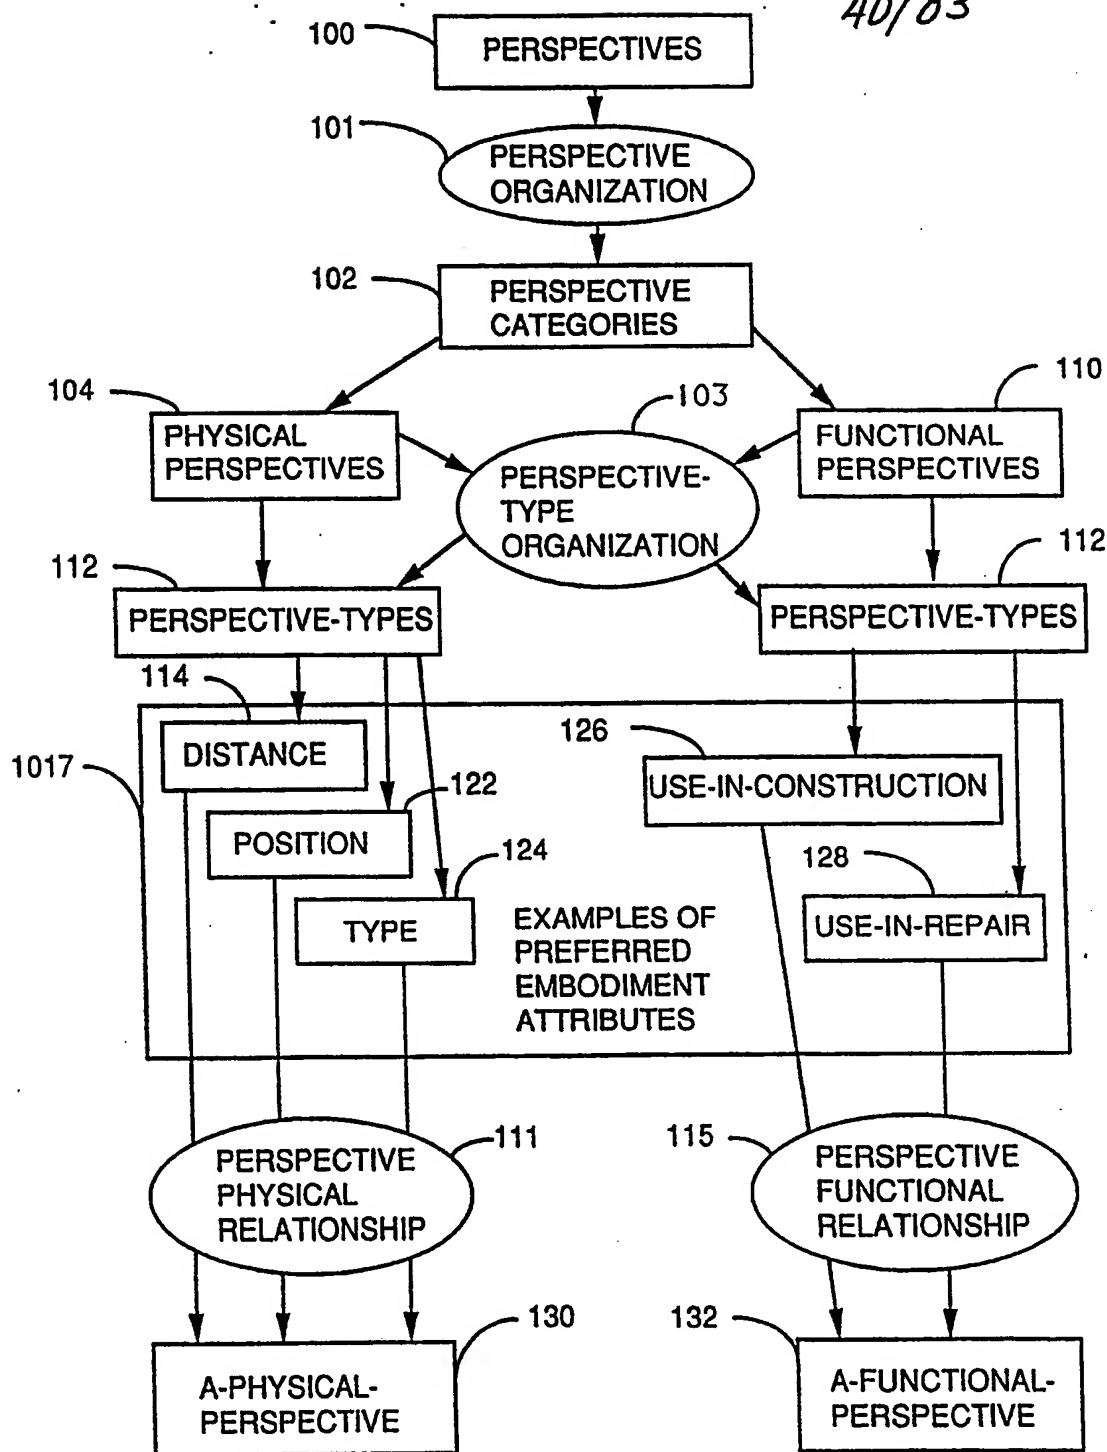 40/83
100
PERSPECTIVES
101
PERSPECTIVE
ORGANIZATION
102
PERSPECTIVE
CATEGORIES
104
PHYSICAL
PERSPECTIVES
103
PERSPECTIVE-
TYPE
ORGANIZATION
110
FUNCTIONAL
PERSPECTIVES
112
PERSPECTIVE-TYPES
112
PERSPECTIVE-TYPES
114
DISTANCE
1017
122
POSITION
124
TYPE
126
USE-IN-CONSTRUCTION
128
USE-IN-REPAIR
EXAMPLES OF
PREFERRED
EMBODIMENT
ATTRIBUTES
111
PERSPECTIVE
PHYSICAL
RELATIONSHIP
115
PERSPECTIVE
FUNCTIONAL
RELATIONSHIP
130
A-PHYSICAL-
PERSPECTIVE
132
A-FUNCTIONAL-
PERSPECTIVE